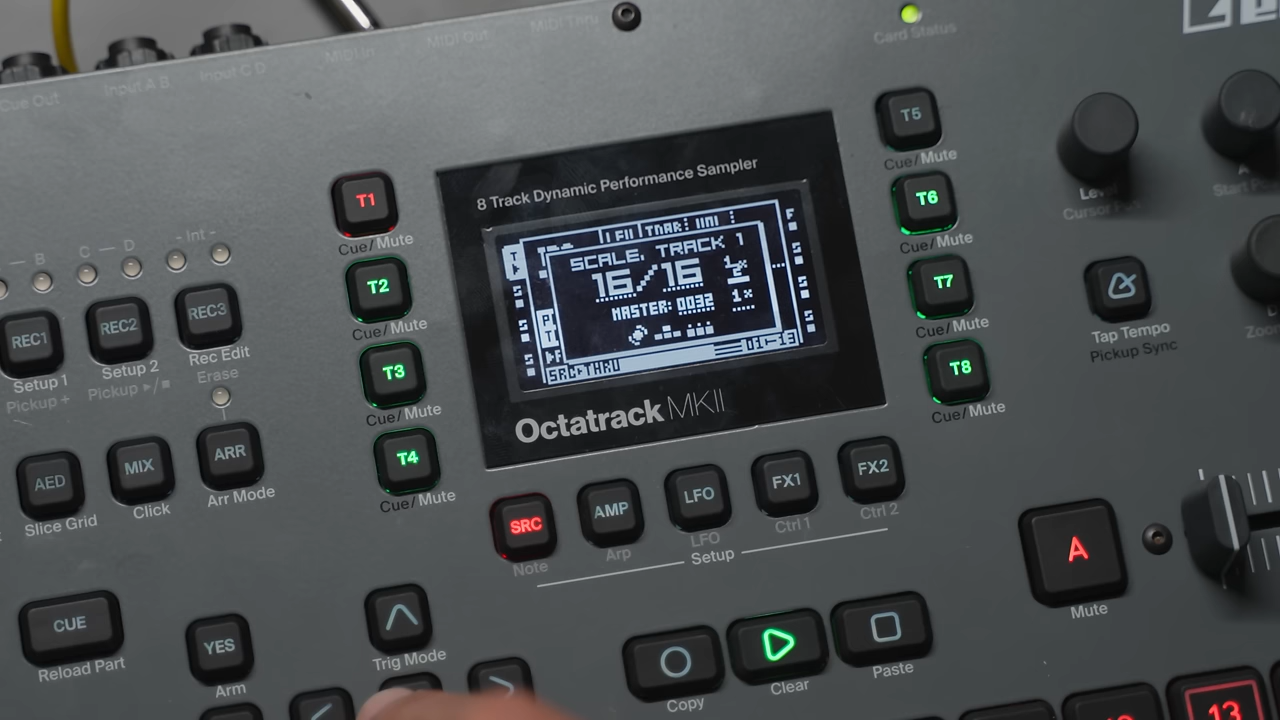 MIDI Thru
MIDI Out
MIDI In
Card Status
Input C D
Input A B
Cue Out
8 Track Dynamic Performance Sampler
T1
Cue/Mute
T2
Cue/Mute
T3
Cue/Mute
T4
Cue/Mute
T5
Cue/Mute
T6
Cue/Mute
T7
Cue/Mute
T8
Cue/Mute
SCALE, TRACK 1
16/16
MASTER: 0032
1x
SRC:THRU
Octatrack MKII
B
C — D
- Int -
REC1
Setup 1
Pickup +
REC2
Setup 2
Pickup ▶/■
REC3
Rec Edit
Erase
AED
Slice Grid
MIX
Click
ARR
Arr Mode
SRC
Note
AMP
Arp
LFO
LFO
FX1
Ctrl 1
FX2
Ctrl 2
Setup
Tap Tempo
Pickup Sync
A
Mute
CUE
Reload Part
YES
Arm
Trig Mode
Copy
Clear
Paste
13